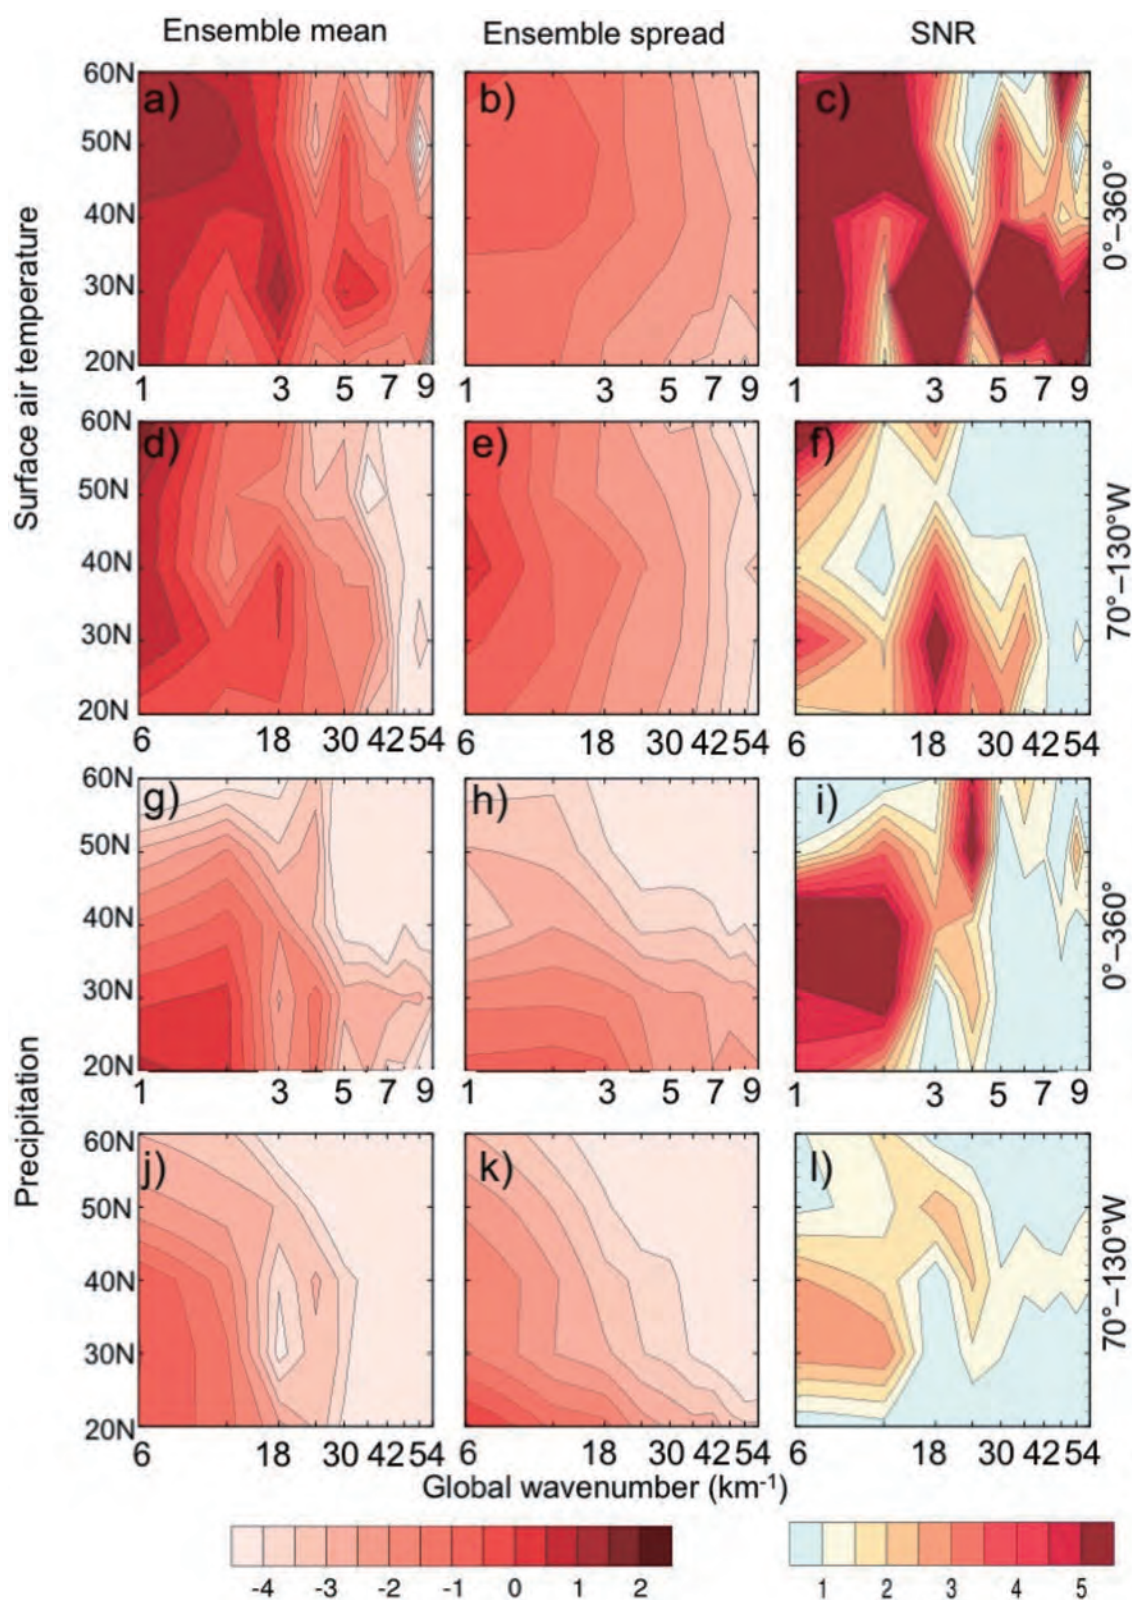 Ensemble mean Ensemble spread SNR
Surface air temperature
60N a) b) c)
50N
40N
30N
20N
1 3 5 7 9 1 3 5 7 9 1 3 5 7 9
0°–360°
60N d) e) f)
50N
40N
30N
20N
6 18 30 42 54 6 18 30 42 54 6 18 30 42 54
70°–130°W
Precipitation
60N g) h) i)
50N
40N
30N
20N
1 3 5 7 9 1 3 5 7 9 1 3 5 7 9
0°–360°
60N j) k) l)
50N
40N
30N
20N
6 18 30 42 54 6 18 30 42 54 6 18 30 42 54
70°–130°W
Global wavenumber (km⁻¹)
-4 -3 -2 -1 0 1 2 1 2 3 4 5